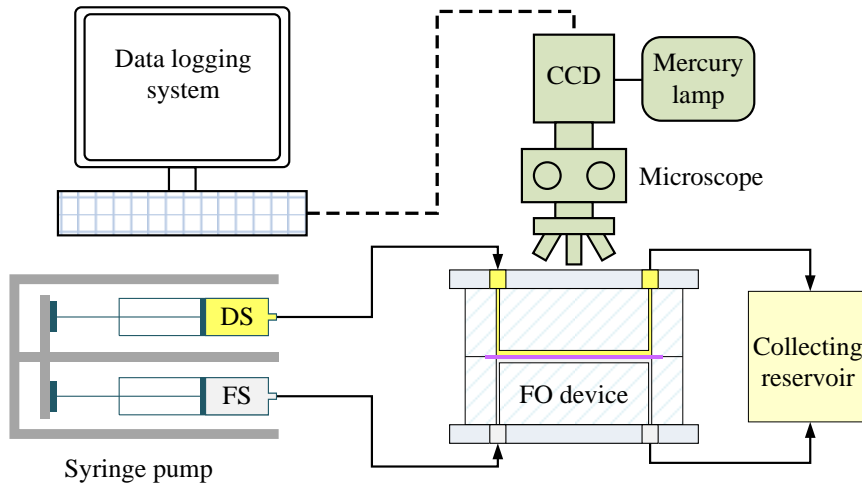 Data logging
system
CCD
Mercury
lamp
Microscope
DS
FS
Syringe pump
FO device
Collecting
reservoir